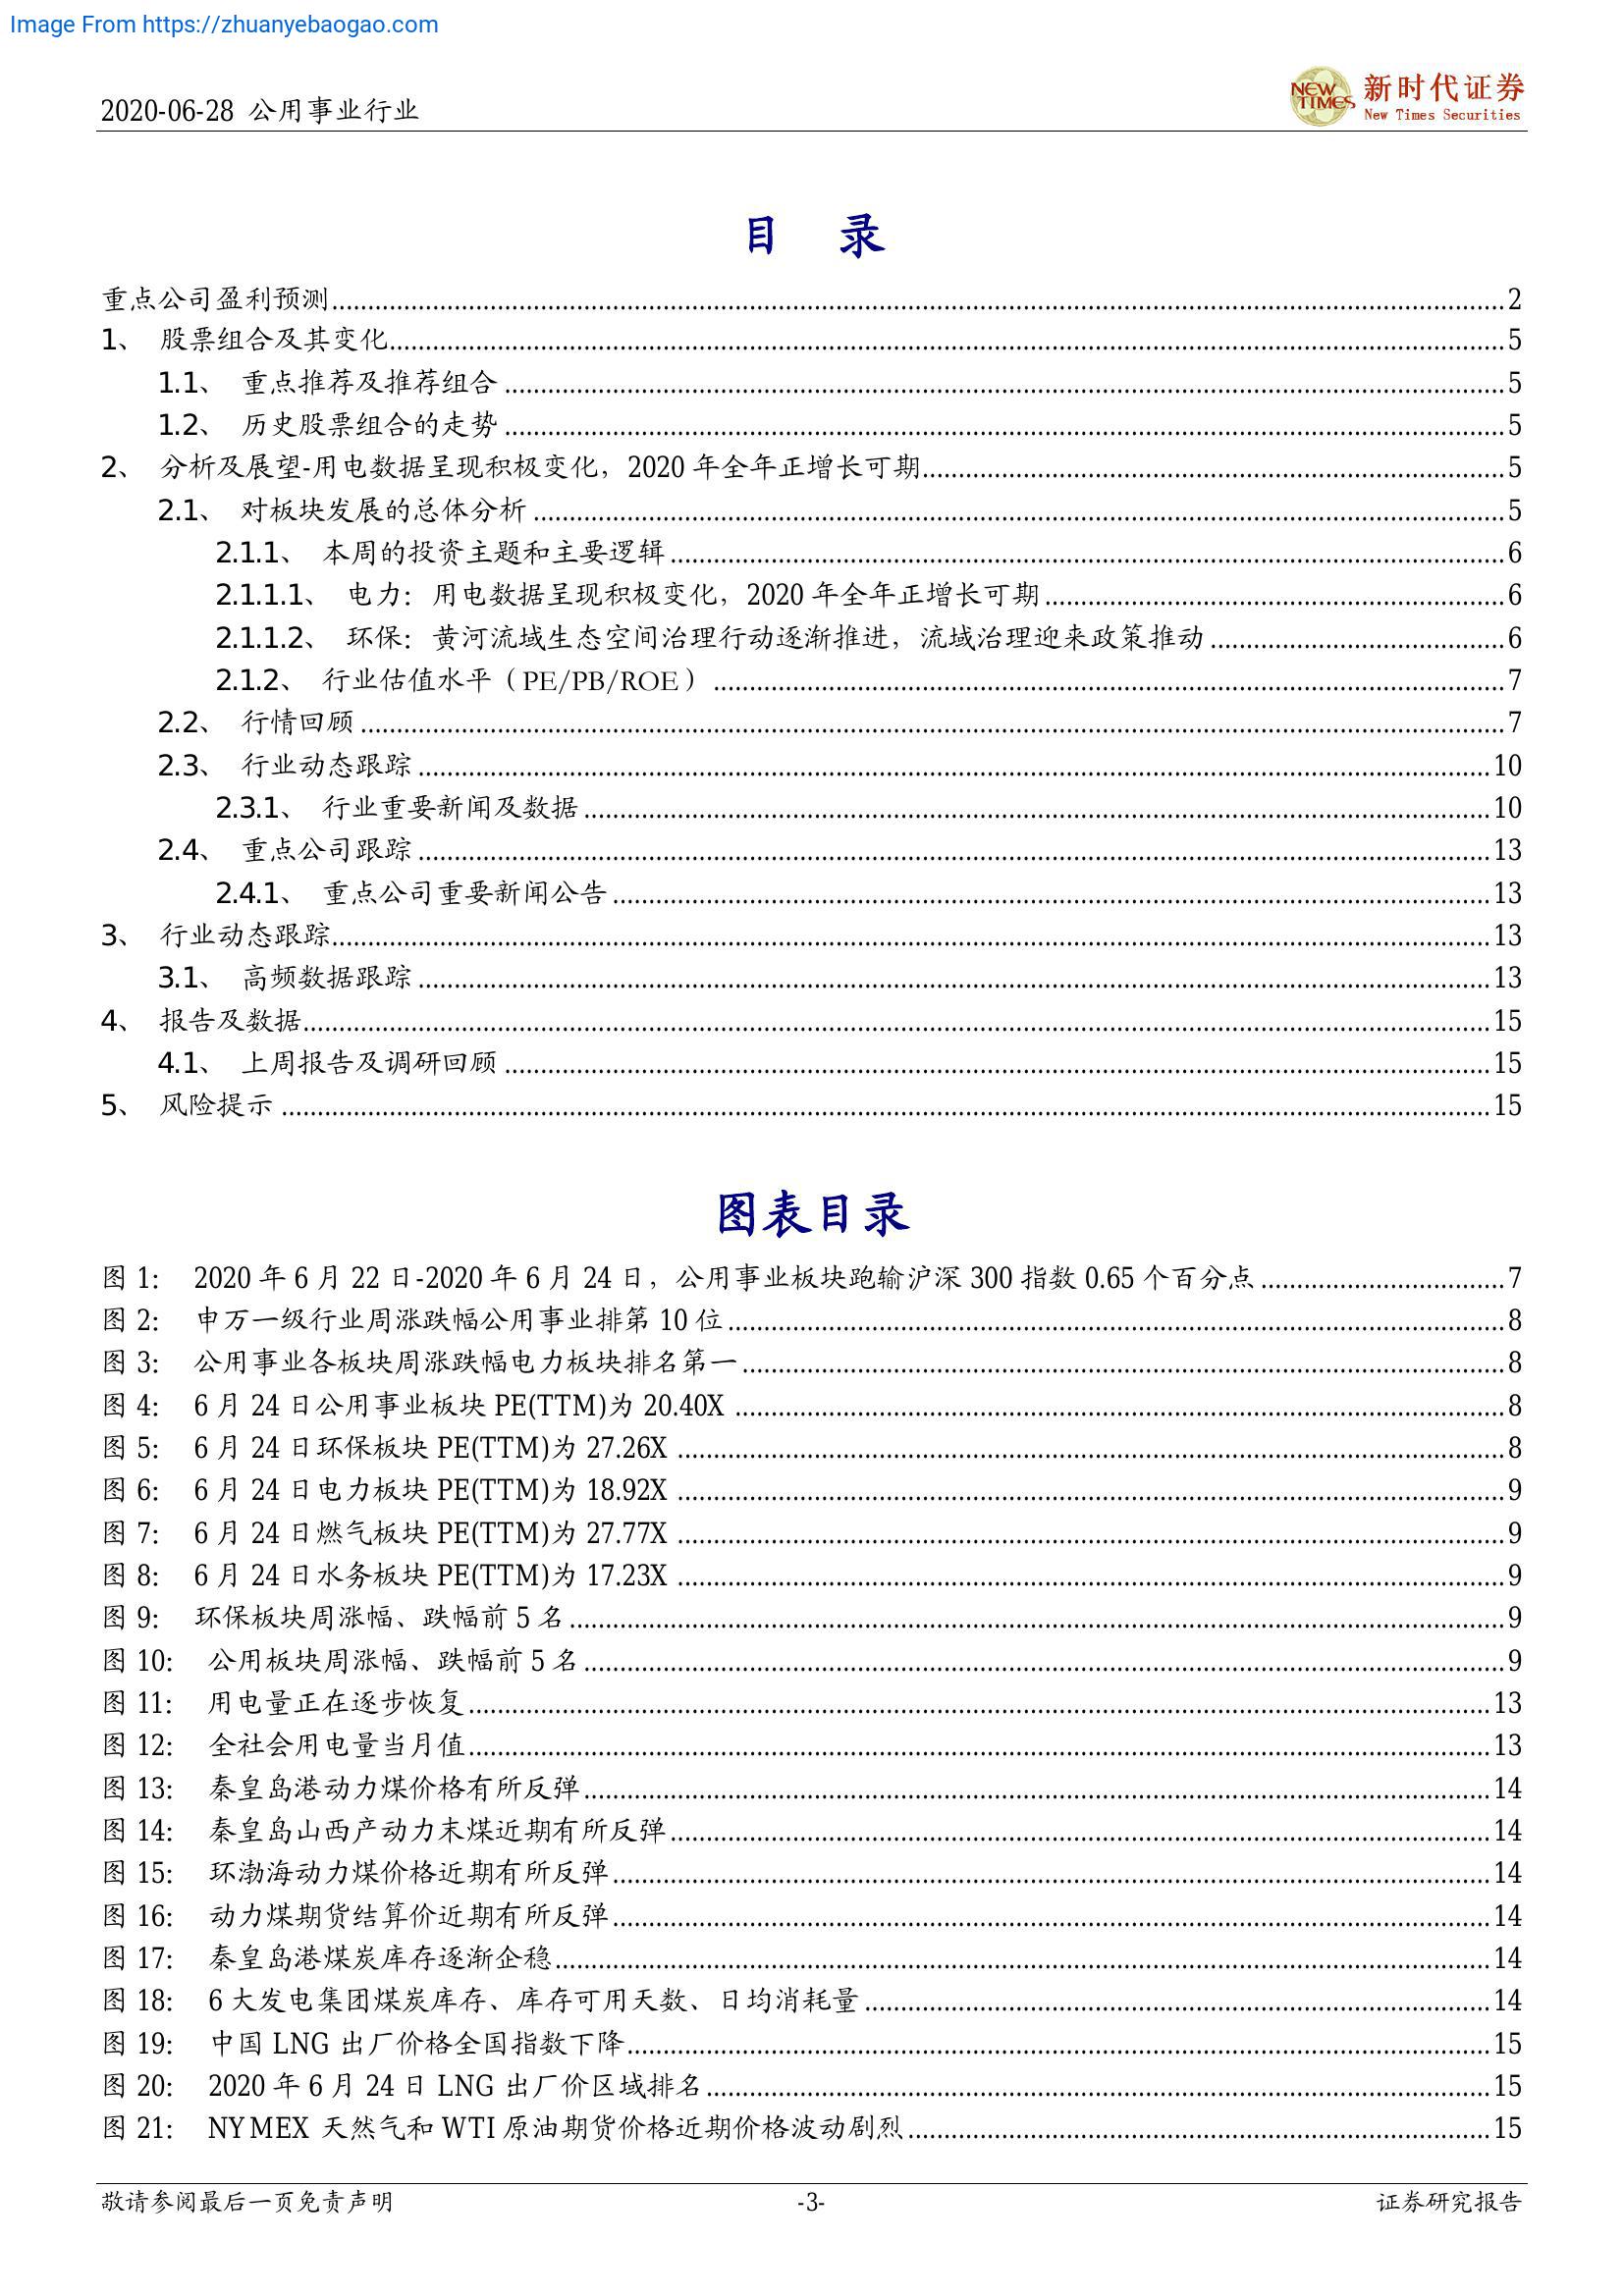 Image From https://zhuanyebaogao.com
2020-06-28 公用事业行业
NEW TIMES
新时代证券
New Times Securities
目 录
重点公司盈利预测........2
1、 股票组合及其变化........5
1.1、 重点推荐及推荐组合........5
1.2、 历史股票组合的走势........5
2、 分析及展望-用电数据呈现积极变化，2020 年全年正增长可期........5
2.1、 对板块发展的总体分析........5
2.1.1、 本周的投资主题和主要逻辑........6
2.1.1.1、 电力：用电数据呈现积极变化，2020 年全年正增长可期........6
2.1.1.2、 环保：黄河流域生态空间治理行动逐渐推进，流域治理迎来政策推动........6
2.1.2、 行业估值水平（PE/PB/ROE）........7
2.2、 行情回顾........7
2.3、 行业动态跟踪........10
2.3.1、 行业重要新闻及数据........10
2.4、 重点公司跟踪........13
2.4.1、 重点公司重要新闻公告........13
3、 行业动态跟踪........13
3.1、 高频数据跟踪........13
4、 报告及数据........15
4.1、 上周报告及调研回顾........15
5、 风险提示........15
图表目录
图 1： 2020 年 6 月 22 日-2020 年 6 月 24 日，公用事业板块跑输沪深 300 指数 0.65 个百分点........7
图 2： 申万一级行业周涨跌幅公用事业排第 10 位........8
图 3： 公用事业各板块周涨跌幅电力板块排名第一........8
图 4： 6 月 24 日公用事业板块 PE(TTM)为 20.40X........8
图 5： 6 月 24 日环保板块 PE(TTM)为 27.26X........8
图 6： 6 月 24 日电力板块 PE(TTM)为 18.92X........9
图 7： 6 月 24 日燃气板块 PE(TTM)为 27.77X........9
图 8： 6 月 24 日水务板块 PE(TTM)为 17.23X........9
图 9： 环保板块周涨幅、跌幅前 5 名........9
图 10： 公用板块周涨幅、跌幅前 5 名........9
图 11： 用电量正在逐步恢复........13
图 12： 全社会用电量当月值........13
图 13： 秦皇岛港动力煤价格有所反弹........14
图 14： 秦皇岛山西产动力末煤近期有所反弹........14
图 15： 环渤海动力煤价格近期有所反弹........14
图 16： 动力煤期货结算价近期有所反弹........14
图 17： 秦皇岛港煤炭库存逐渐企稳........14
图 18： 6 大发电集团煤炭库存、库存可用天数、日均消耗量........14
图 19： 中国 LNG 出厂价格全国指数下降........15
图 20： 2020 年 6 月 24 日 LNG 出厂价区域排名........15
图 21： NYMEX 天然气和 WTI 原油期货价格近期价格波动剧烈........15
敬请参阅最后一页免责声明 -3- 证券研究报告